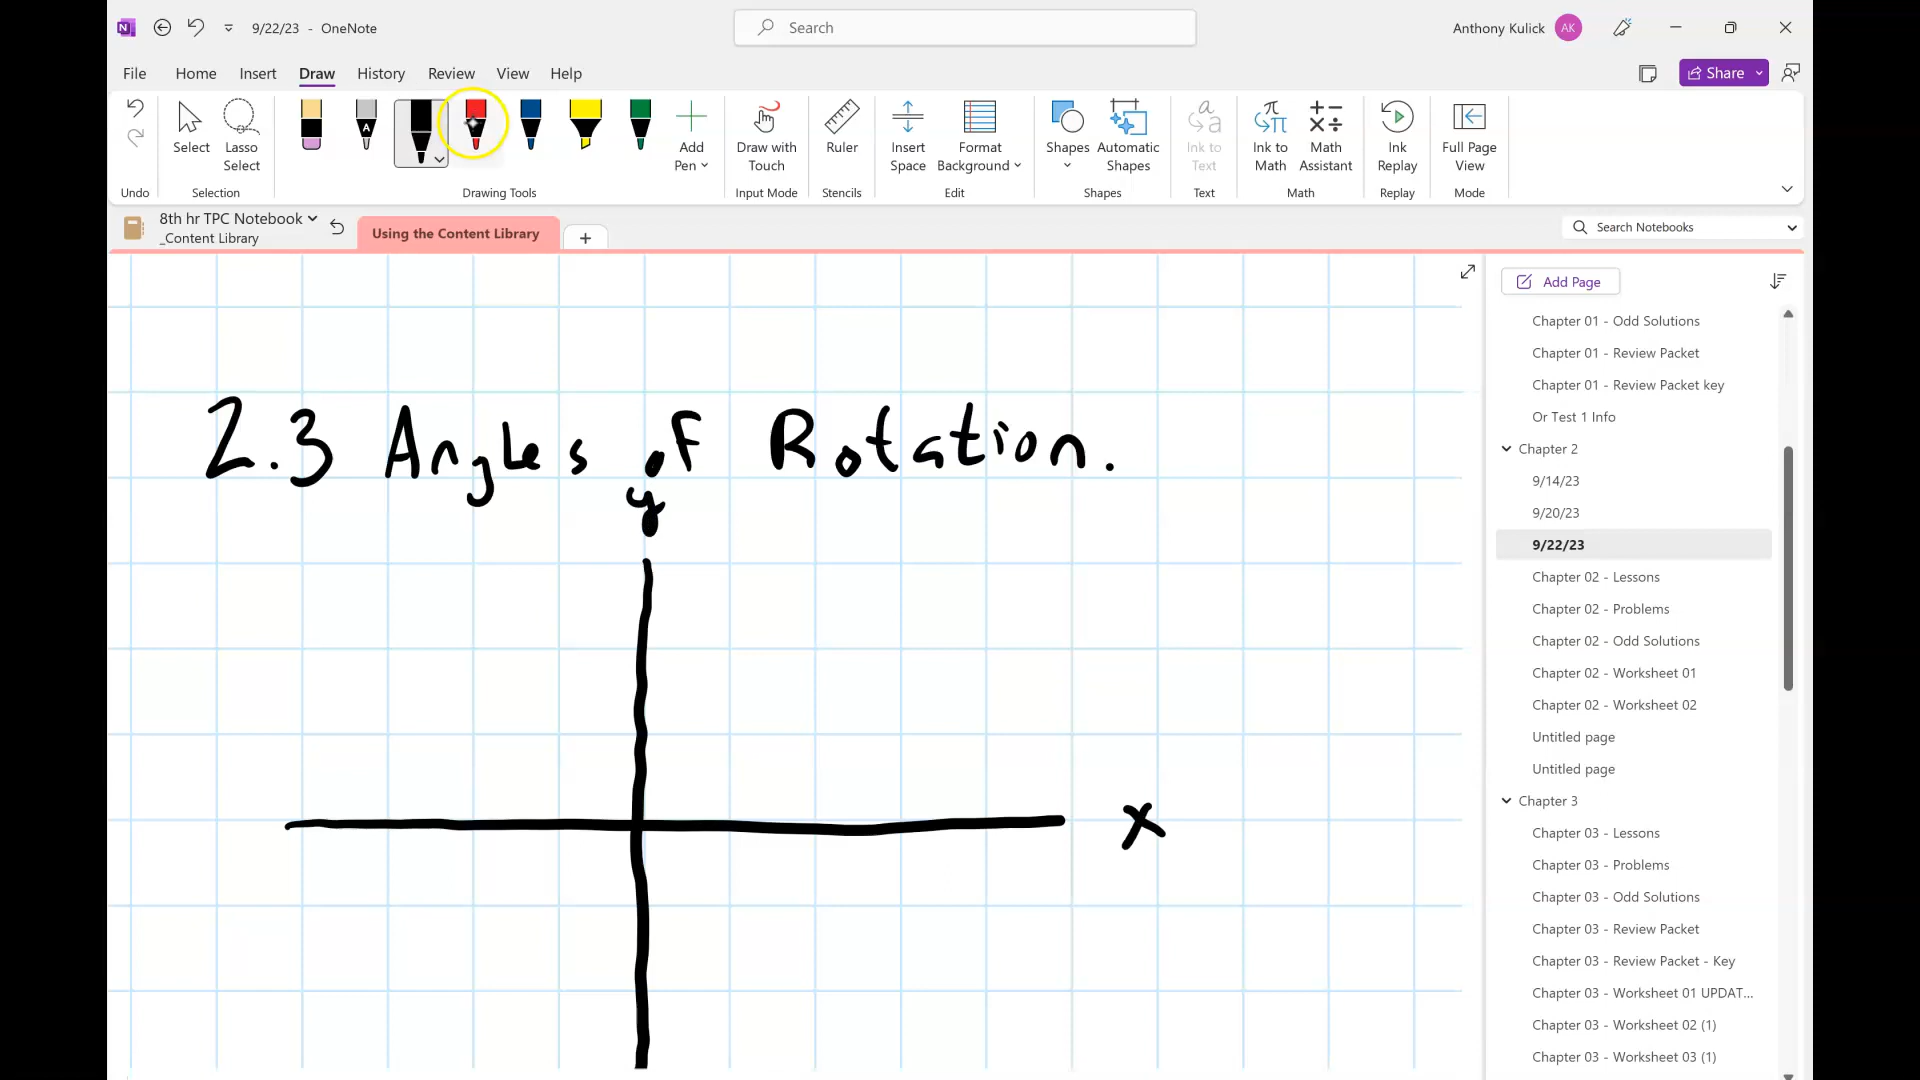 9/22/23 - OneNote
Search
Anthony Kulick
AK
File
Home
Insert
Draw
History
Review
View
Help
Share
Undo
Select
Lasso Select
Selection
A
Drawing Tools
Add Pen
Draw with Touch
Input Mode
Ruler
Stencils
Insert Space
Format Background
Edit
Shapes
Automatic Shapes
Shapes
Ink to Text
Text
Ink to Math
Math Assistant
Math
Ink Replay
Replay
Full Page View
Mode
8th hr TPC Notebook
_Content Library
Using the Content Library
Search Notebooks
2.3 Angles of Rotation.
y
x
Add Page
Chapter 01 - Odd Solutions
Chapter 01 - Review Packet
Chapter 01 - Review Packet key
Or Test 1 Info
Chapter 2
9/14/23
9/20/23
9/22/23
Chapter 02 - Lessons
Chapter 02 - Problems
Chapter 02 - Odd Solutions
Chapter 02 - Worksheet 01
Chapter 02 - Worksheet 02
Untitled page
Untitled page
Chapter 3
Chapter 03 - Lessons
Chapter 03 - Problems
Chapter 03 - Odd Solutions
Chapter 03 - Review Packet
Chapter 03 - Review Packet - Key
Chapter 03 - Worksheet 01 UPDAT...
Chapter 03 - Worksheet 02 (1)
Chapter 03 - Worksheet 03 (1)